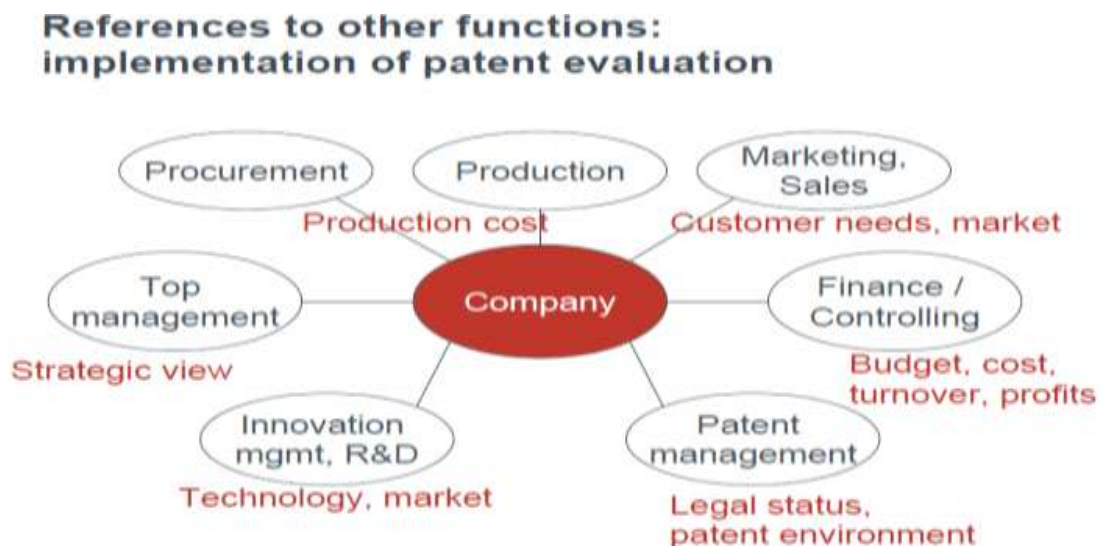 References to other functions:
implementation of patent evaluation
Procurement
Production
Marketing,
Sales
Production cost
Customer needs, market
Top
management
Company
Finance /
Controlling
Strategic view
Budget, cost,
turnover, profits
Innovation
mgmt, R&D
Patent
management
Technology, market
Legal status,
patent environment